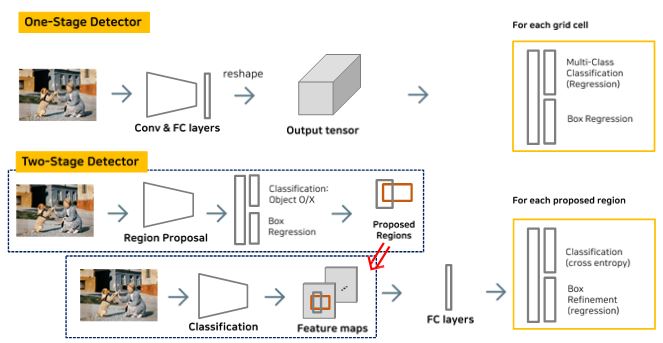 One-Stage Detector
For each grid cell
reshape
Conv & FC layers
Output tensor
Multi-Class
Classification
(Regression)
Box Regression
Two-Stage Detector
Region Proposal
Classification:
Object O/X
Box
Regression
Proposed
Regions
For each proposed region
Classification
Feature maps
FC layers
Classification
(cross entropy)
Box
Refinement
(regression)